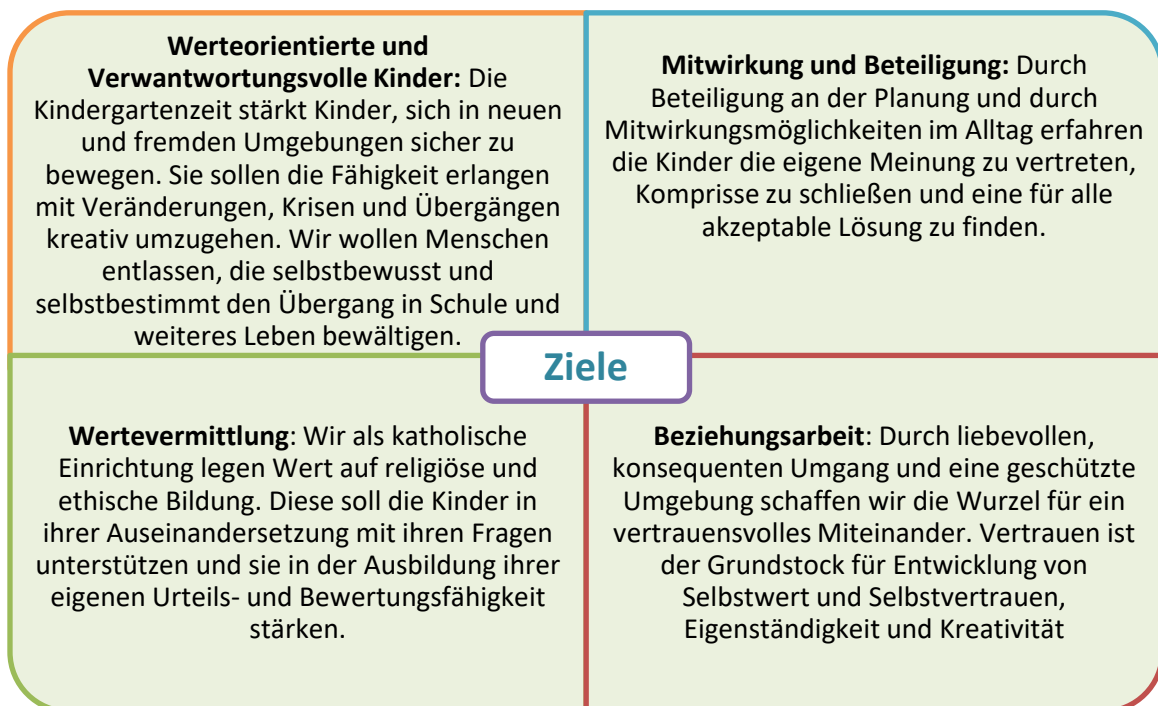 Werteorientierte und
Verwantwortungsvolle Kinder: Die
Kindergartenzeit stärkt Kinder, sich in neuen
und fremden Umgebungen sicher zu
bewegen. Sie sollen die Fähigkeit erlangen
mit Veränderungen, Krisen und Übergängen
kreativ umzugehen. Wir wollen Menschen
entlassen, die selbstbewusst und
selbstbestimmt den Übergang in Schule und
weiteres Leben bewältigen.
Mitwirkung und Beteiligung: Durch
Beteiligung an der Planung und durch
Mitwirkungsmöglichkeiten im Alltag erfahren
die Kinder die eigene Meinung zu vertreten,
Komprisse zu schließen und eine für alle
akzeptable Lösung zu finden.
Ziele
Wertevermittlung: Wir als katholische
Einrichtung legen Wert auf religiöse und
ethische Bildung. Diese soll die Kinder in
ihrer Auseinandersetzung mit ihren Fragen
unterstützen und sie in der Ausbildung ihrer
eigenen Urteils- und Bewertungsfähigkeit
stärken.
Beziehungsarbeit: Durch liebevollen,
konsequenten Umgang und eine geschützte
Umgebung schaffen wir die Wurzel für ein
vertrauensvolles Miteinander. Vertrauen ist
der Grundstock für Entwicklung von
Selbstwert und Selbstvertrauen,
Eigenständigkeit und Kreativität